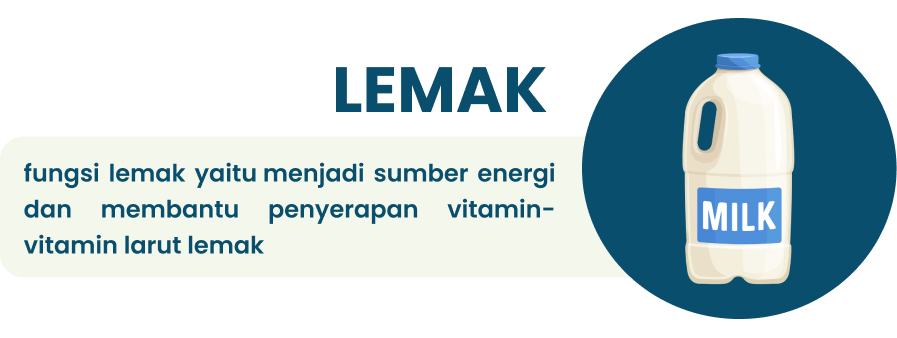 LEMAK
fungsi lemak yaitu menjadi sumber energi
dan membantu penyerapan vitamin-
vitamin larut lemak
MILK